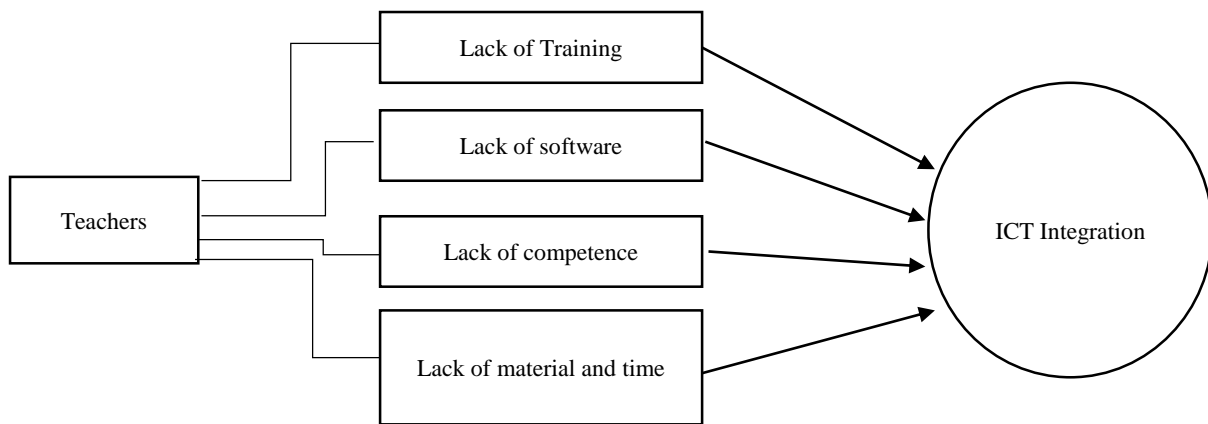 Lack of Training
Lack of software
Teachers
Lack of competence
ICT Integration
Lack of material and time